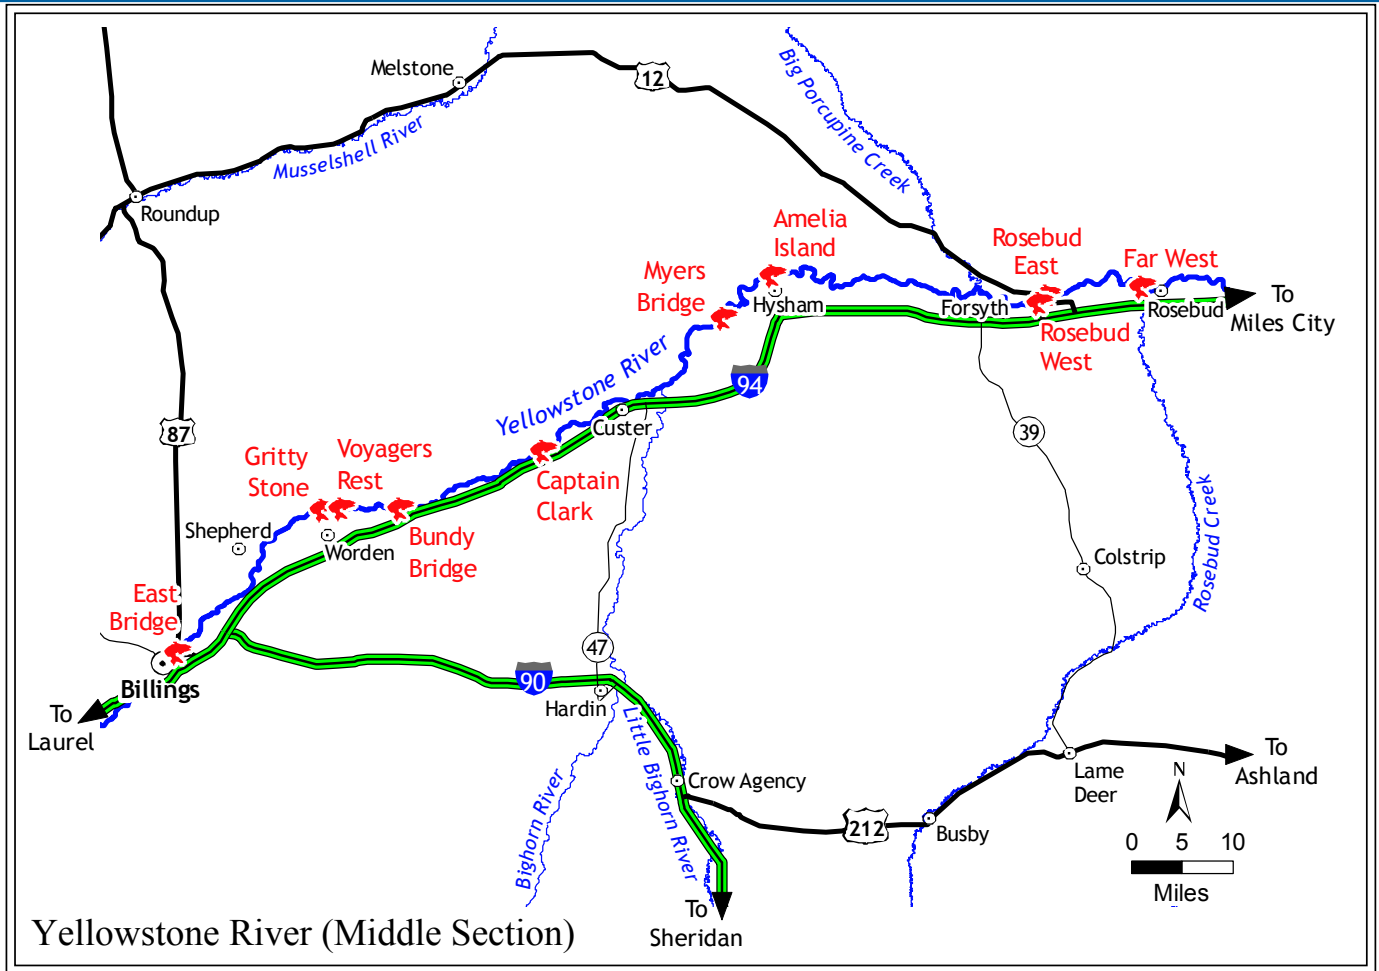 Melstone
12
Big Porcupine Creek
Musselshell River
Roundup
Amelia
Island
Rosebud
East
Far West
Myers
Bridge
Hysham
Forsyth
Rosebud
To
Miles City
Rosebud
West
Yellowstone River
94
87
Custer
39
Gritty
Stone
Voyagers
Rest
Captain
Clark
Shepherd
Worden
Bundy
Bridge
Colstrip
Rosebud Creek
East
Bridge
47
Billings
90
Hardin
To
Laurel
Little Bighorn River
Crow Agency
Bighorn River
212
Busby
Lame
Deer
To
Ashland
N
0 5 10
Miles
To
Sheridan
Yellowstone River (Middle Section)